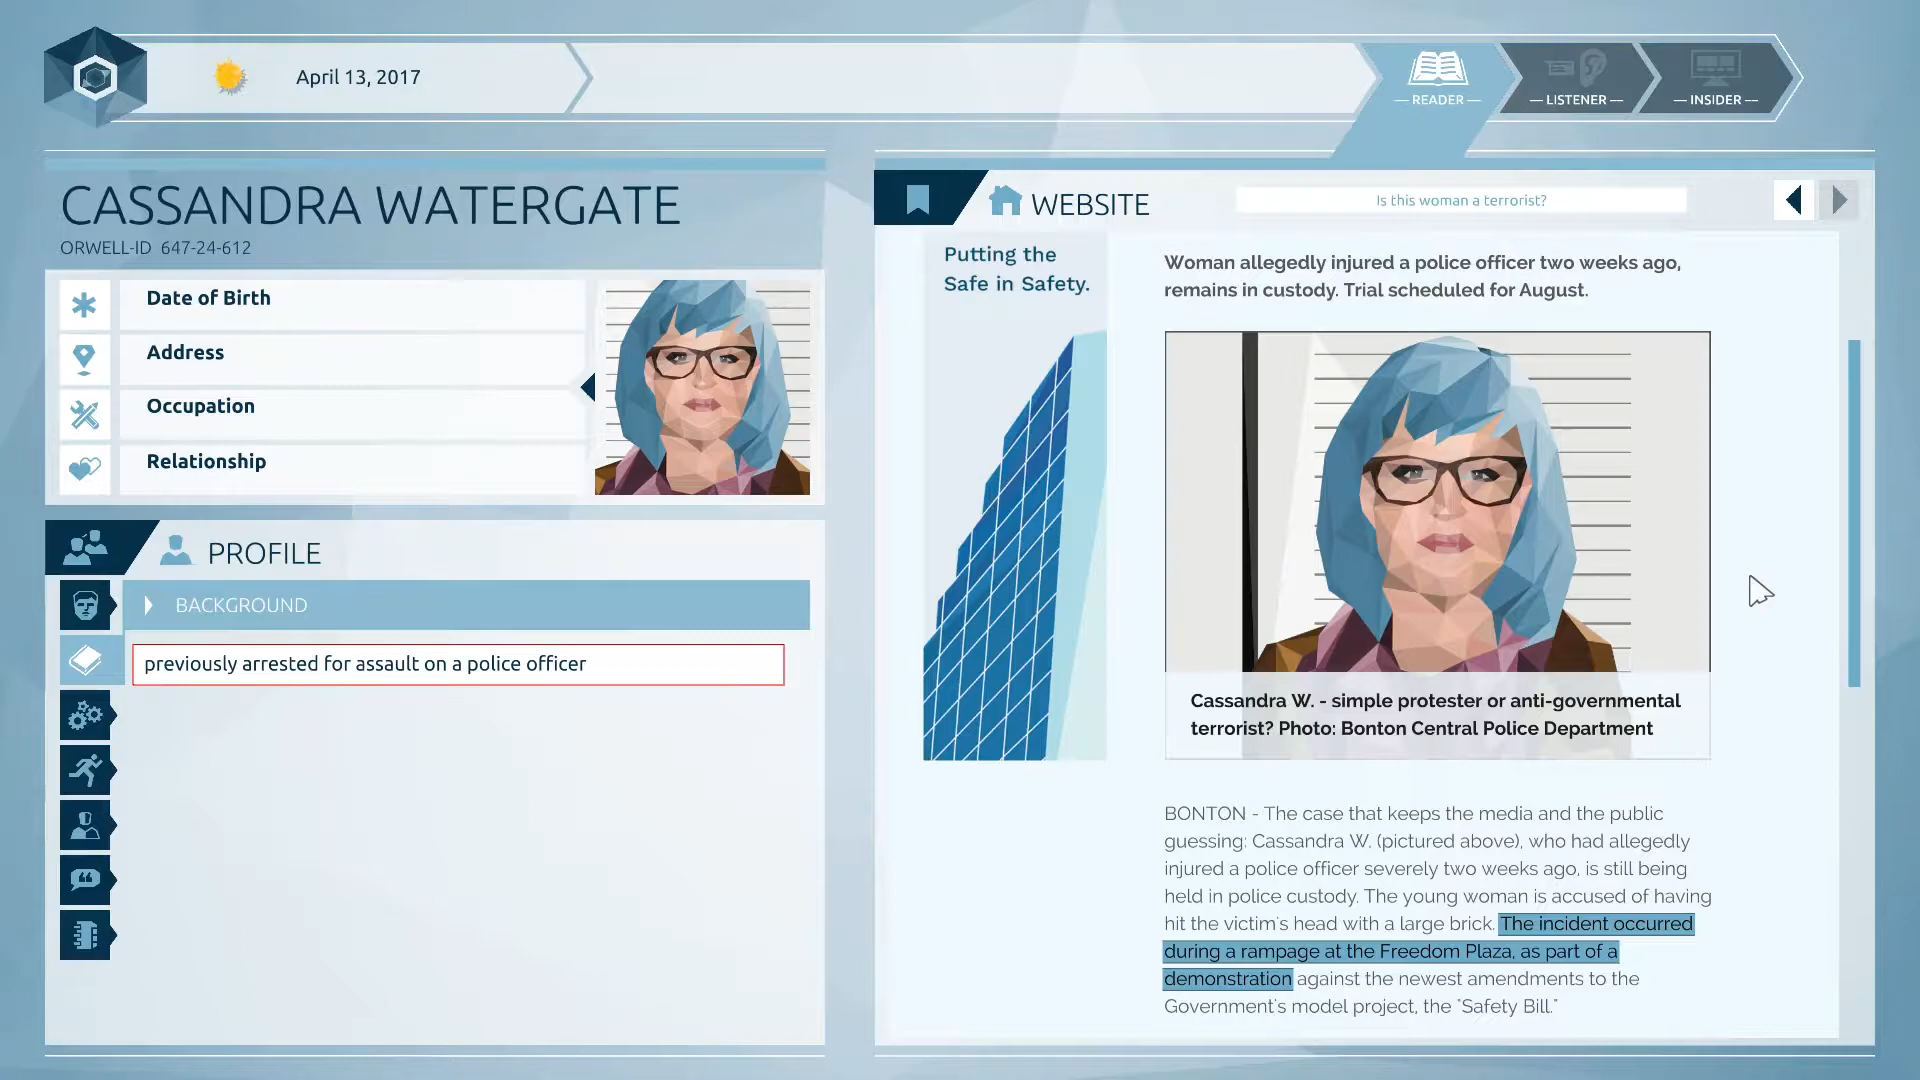 April 13, 2017
— READER —
— LISTENER —
— INSIDER —
CASSANDRA WATERGATE
ORWELL-ID 647-24-612
Date of Birth
Address
Occupation
Relationship
PROFILE
BACKGROUND
previously arrested for assault on a police officer
WEBSITE
Is this woman a terrorist?
Putting the
Safe in Safety.
Woman allegedly injured a police officer two weeks ago,
remains in custody. Trial scheduled for August.
Cassandra W. - simple protester or anti-governmental
terrorist? Photo: Bonton Central Police Department
BONTON - The case that keeps the media and the public
guessing: Cassandra W. (pictured above), who had allegedly
injured a police officer severely two weeks ago, is still being
held in police custody. The young woman is accused of having
hit the victim's head with a large brick. The incident occurred
during a rampage at the Freedom Plaza, as part of a
demonstration against the newest amendments to the
Government's model project, the "Safety Bill."